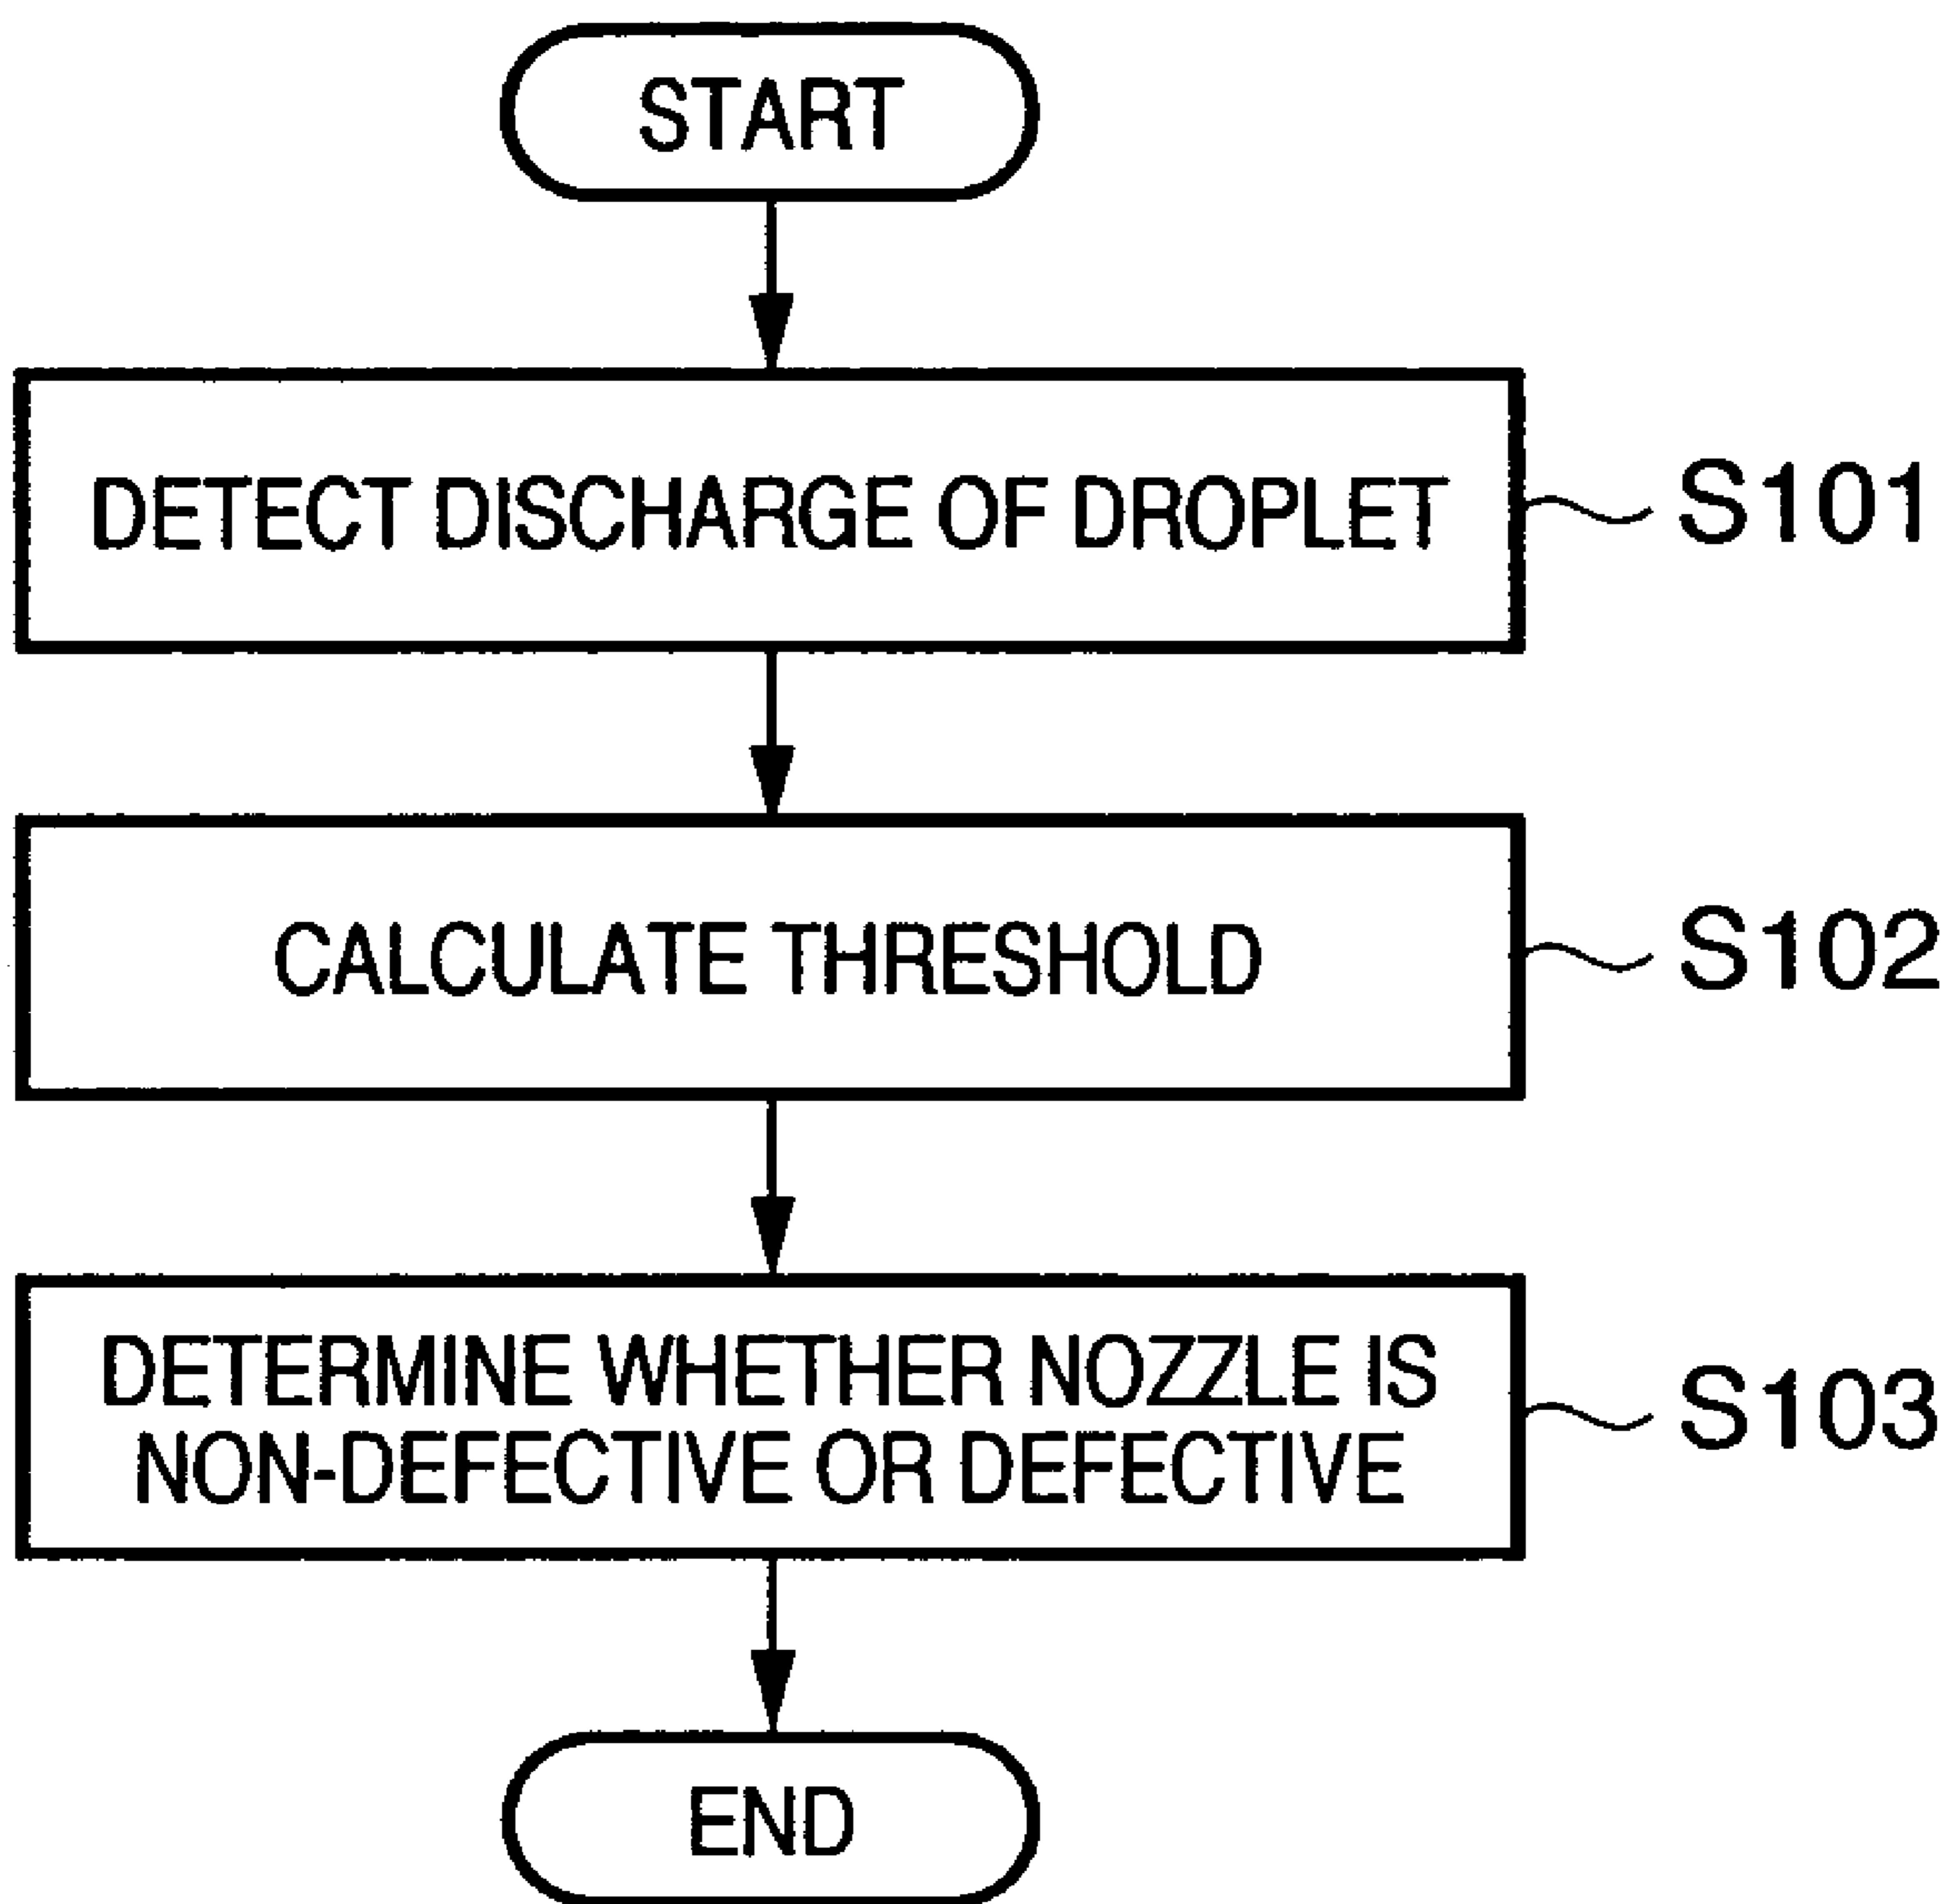 START
DETECT DISCHARGE OF DROPLET
S101
CALCULATE THRESHOLD
S102
DETERMINE WHETHER NOZZLE IS
NON-DEFECTIVE OR DEFECTIVE
S103
END